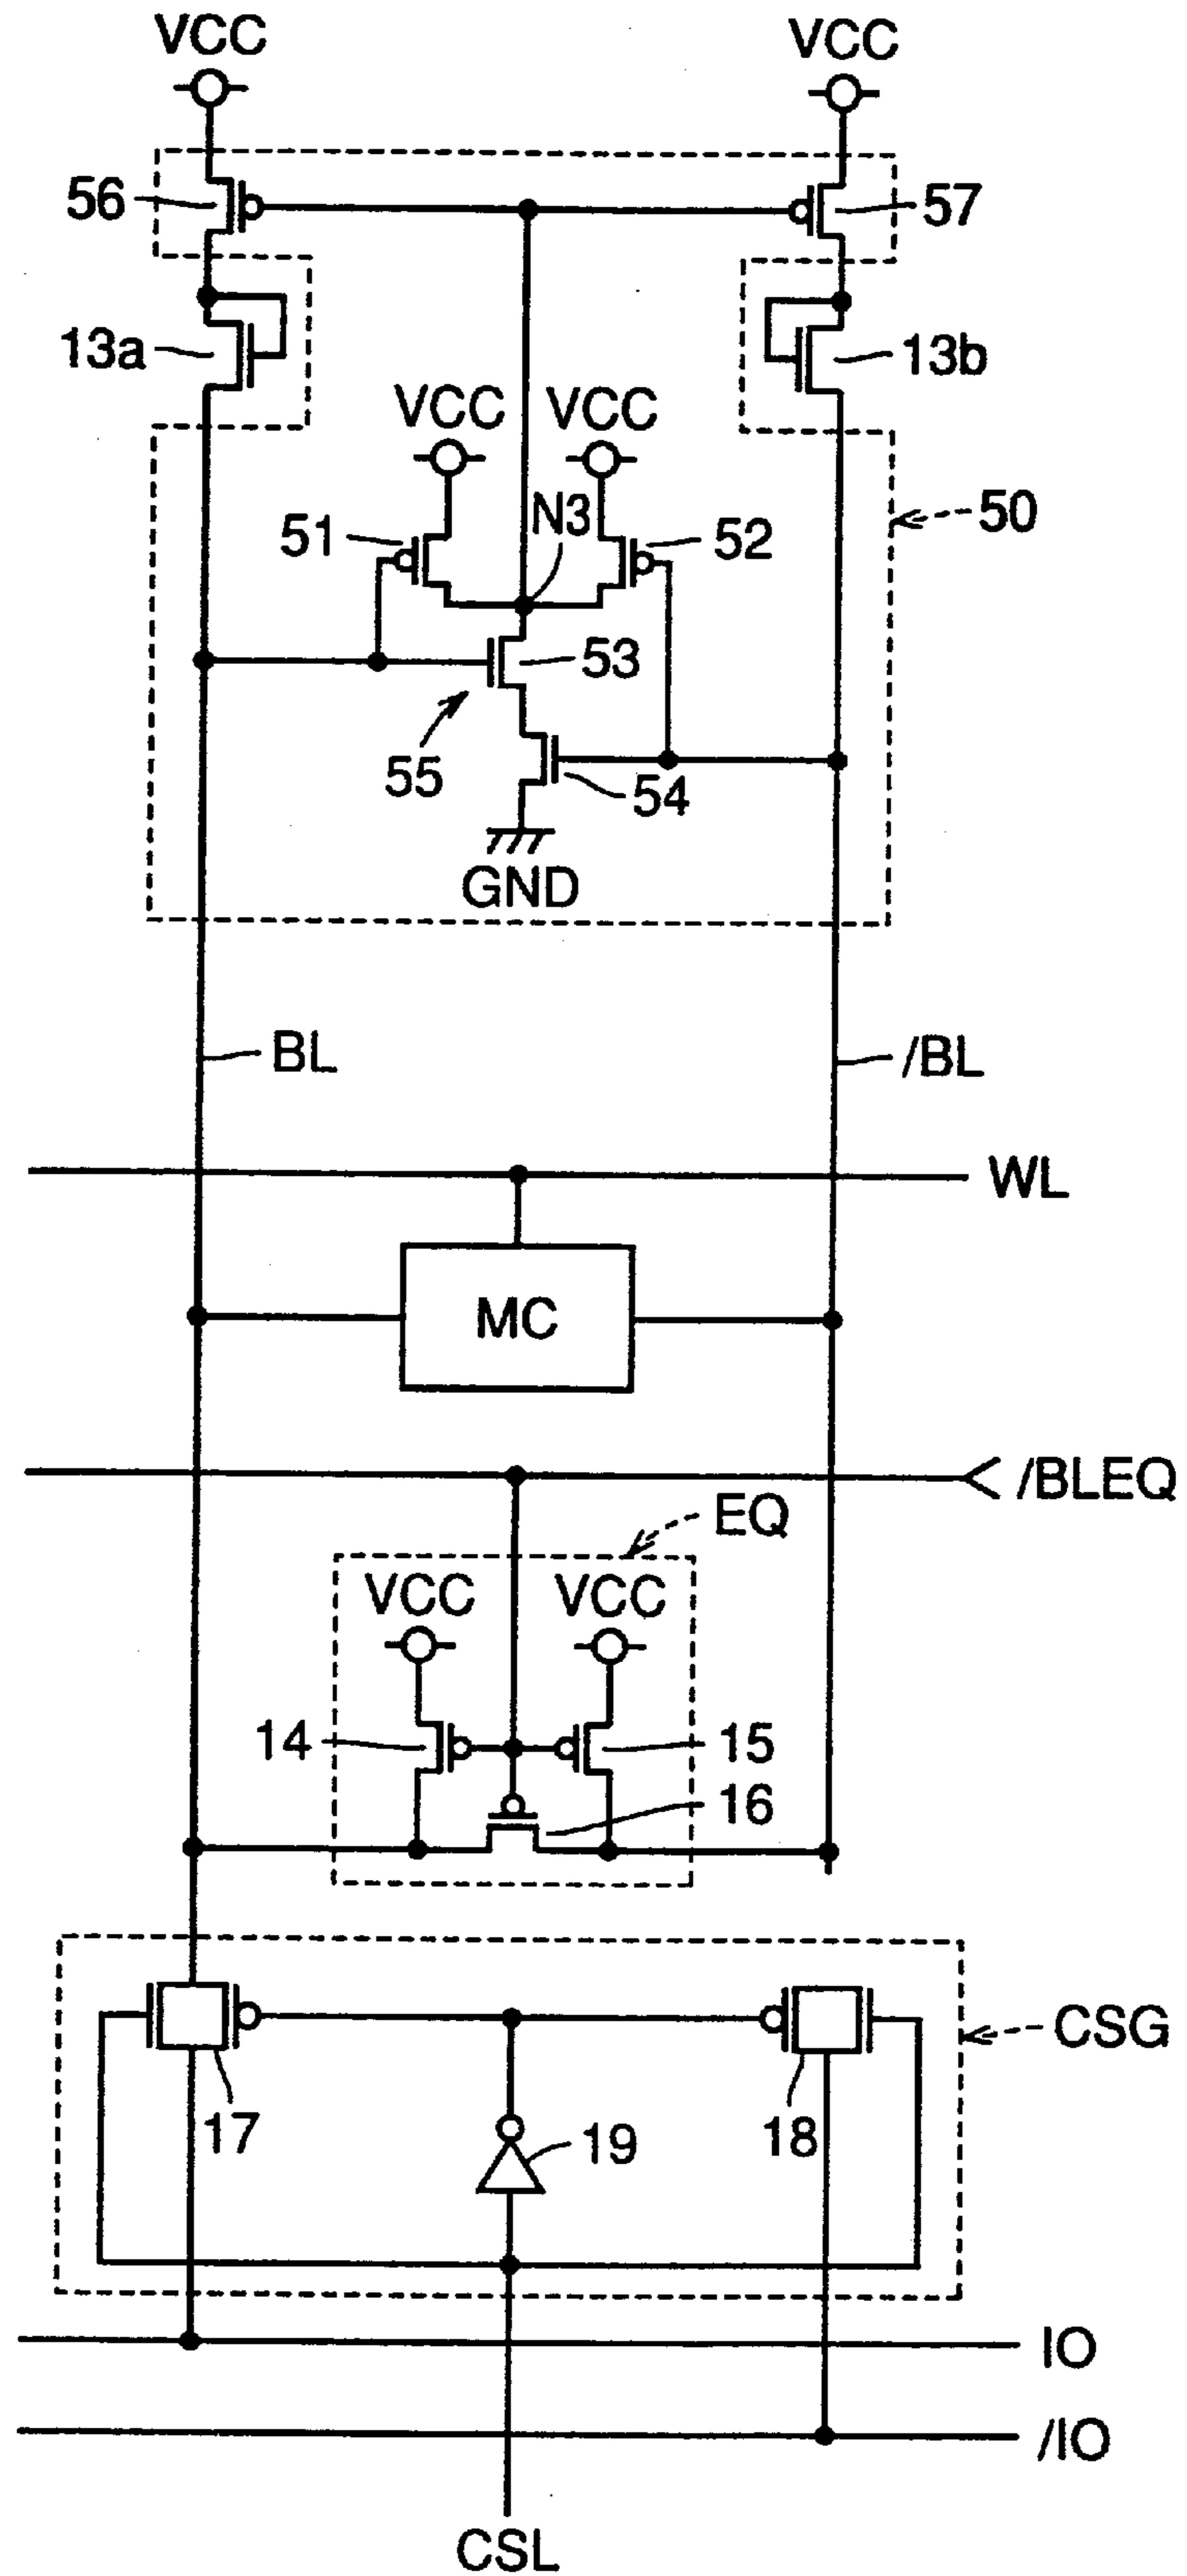 VCC VCC
56 57
13a 13b
VCC VCC
51 N3 52 50
53
55 54
GND
BL /BL
WL
MC
/BLEQ
EQ
VCC VCC
14 15
16
CSG
17 19 18
IO
/IO
CSL